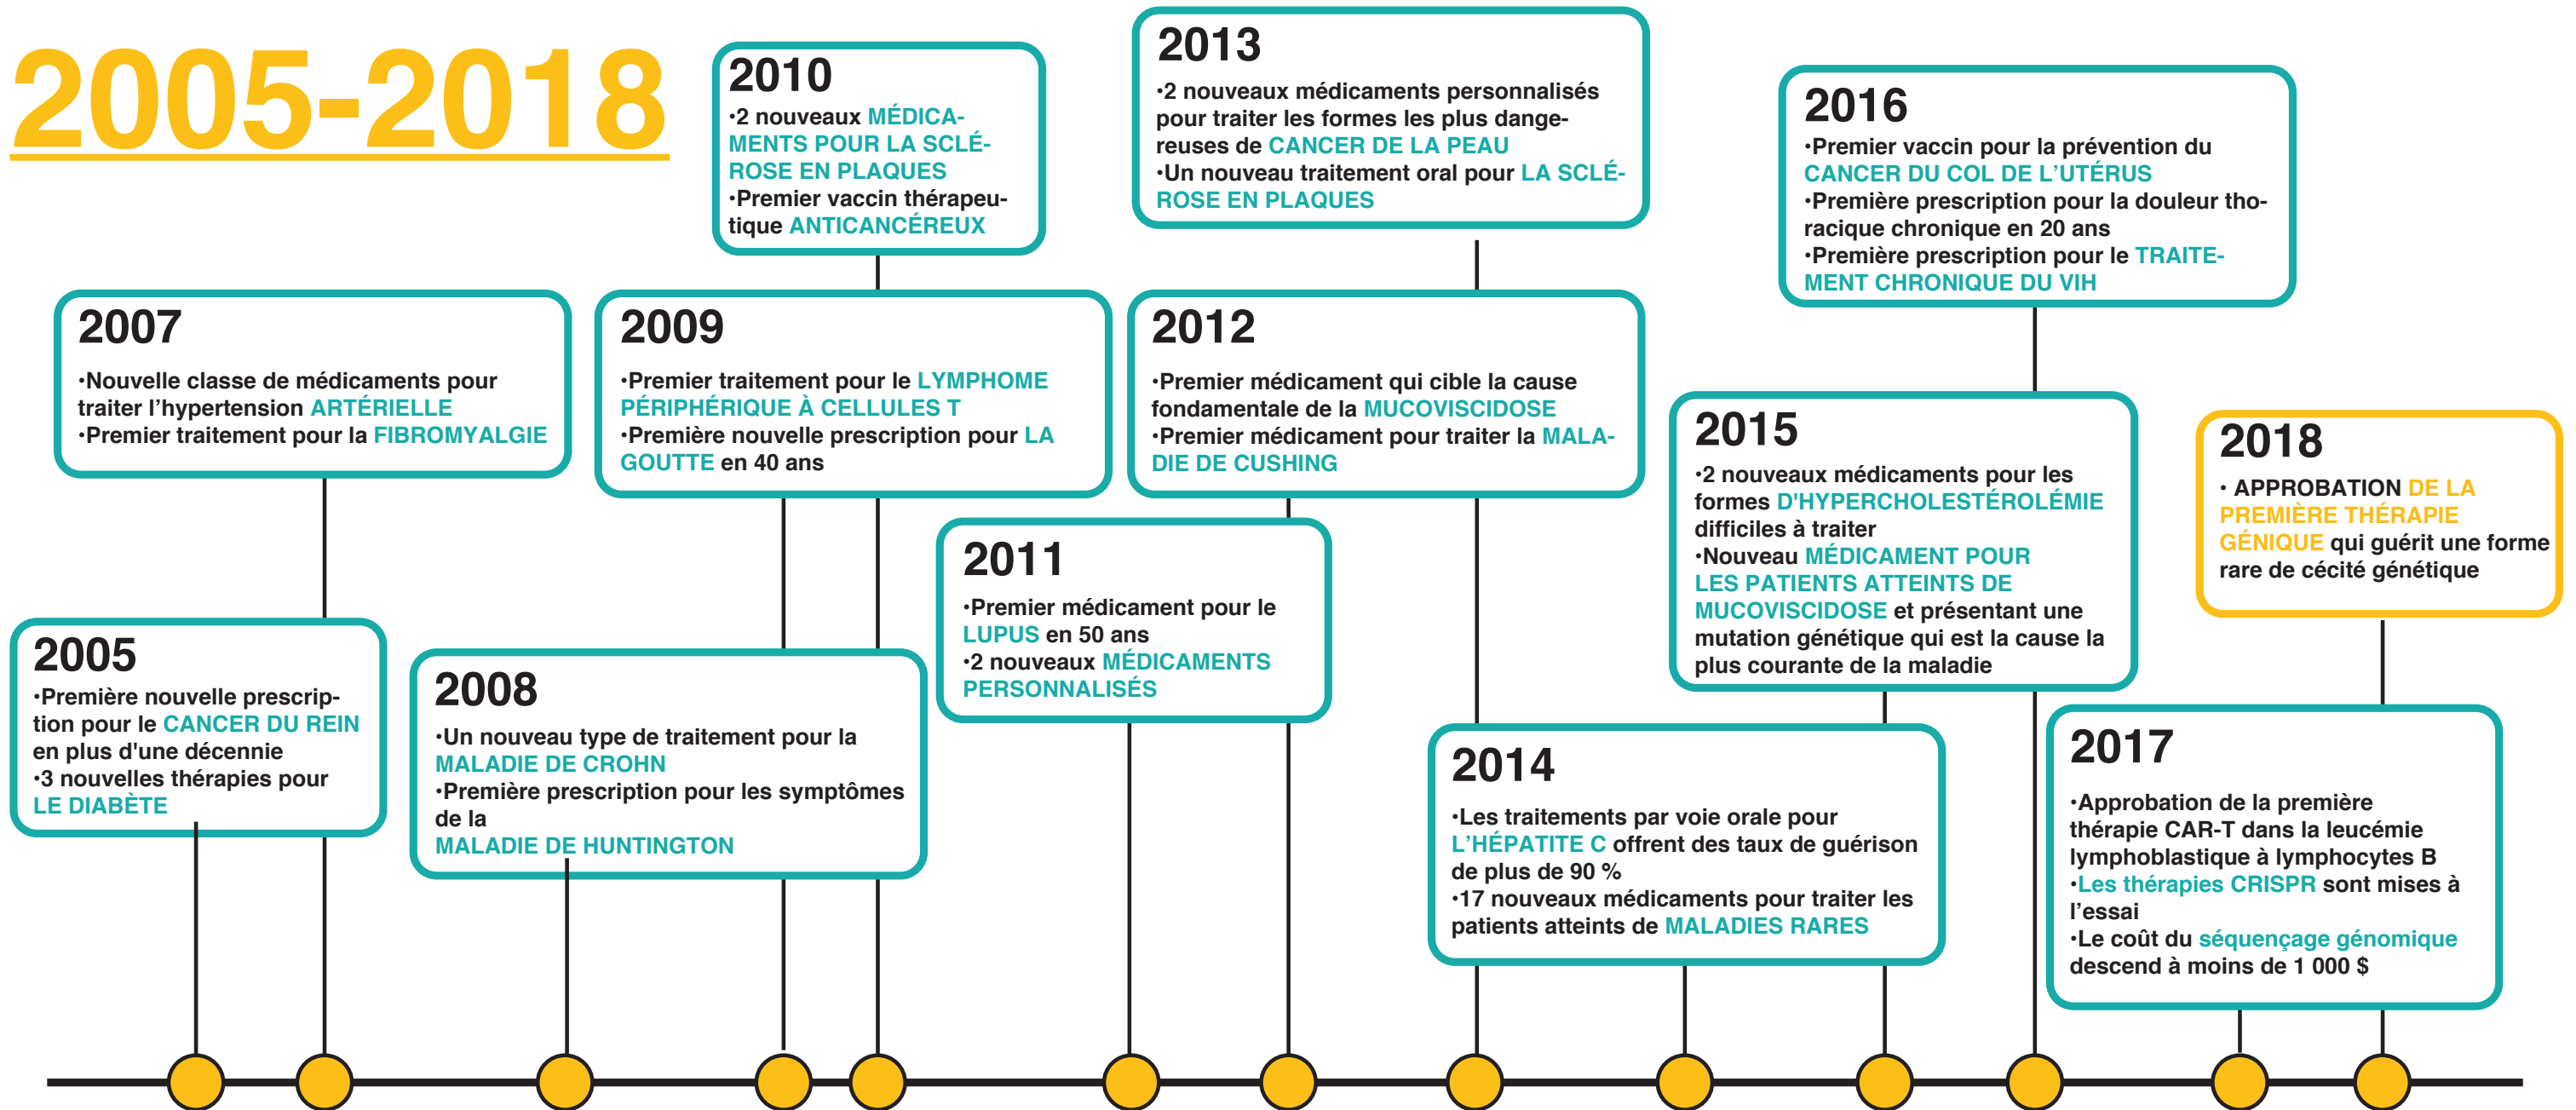 2005-2018
2005
•Première nouvelle prescrip-
tion pour le CANCER DU REIN
en plus d'une décennie
•3 nouvelles thérapies pour
LE DIABÈTE
2007
•Nouvelle classe de médicaments pour
traiter l’hypertension ARTÉRIELLE
•Premier traitement pour la FIBROMYALGIE
2008
•Un nouveau type de traitement pour la
MALADIE DE CROHN
•Première prescription pour les symptômes
de la
MALADIE DE HUNTINGTON
2009
•Premier traitement pour le LYMPHOME
PÉRIPHÉRIQUE À CELLULES T
•Première nouvelle prescription pour LA
GOUTTE en 40 ans
2010
•2 nouveaux MÉDICA-
MENTS POUR LA SCLÉ-
ROSE EN PLAQUES
•Premier vaccin thérapeu-
tique ANTICANCÉREUX
2011
•Premier médicament pour le
LUPUS en 50 ans
•2 nouveaux MÉDICAMENTS
PERSONNALISÉS
2012
•Premier médicament qui cible la cause
fondamentale de la MUCOVISCIDOSE
•Premier médicament pour traiter la MALA-
DIE DE CUSHING
2013
•2 nouveaux médicaments personnalisés
pour traiter les formes les plus dange-
reuses de CANCER DE LA PEAU
•Un nouveau traitement oral pour LA SCLÉ-
ROSE EN PLAQUES
2014
•Les traitements par voie orale pour
L’HÉPATITE C offrent des taux de guérison
de plus de 90 %
•17 nouveaux médicaments pour traiter les
patients atteints de MALADIES RARES
2015
•2 nouveaux médicaments pour les
formes D'HYPERCHOLESTÉROLÉMIE
difficiles à traiter
•Nouveau MÉDICAMENT POUR
LES PATIENTS ATTEINTS DE
MUCOVISCIDOSE et présentant une
mutation génétique qui est la cause la
plus courante de la maladie
2016
•Premier vaccin pour la prévention du
CANCER DU COL DE L’UTÉRUS
•Première prescription pour la douleur tho-
racique chronique en 20 ans
•Première prescription pour le TRAITE-
MENT CHRONIQUE DU VIH
2017
•Approbation de la première
thérapie CAR-T dans la leucémie
lymphoblastique à lymphocytes B
•Les thérapies CRISPR sont mises à
l’essai
•Le coût du séquençage génomique
descend à moins de 1 000 $
2018
• APPROBATION DE LA
PREMIÈRE THÉRAPIE
GÉNIQUE qui guérit une forme
rare de cécité génétique